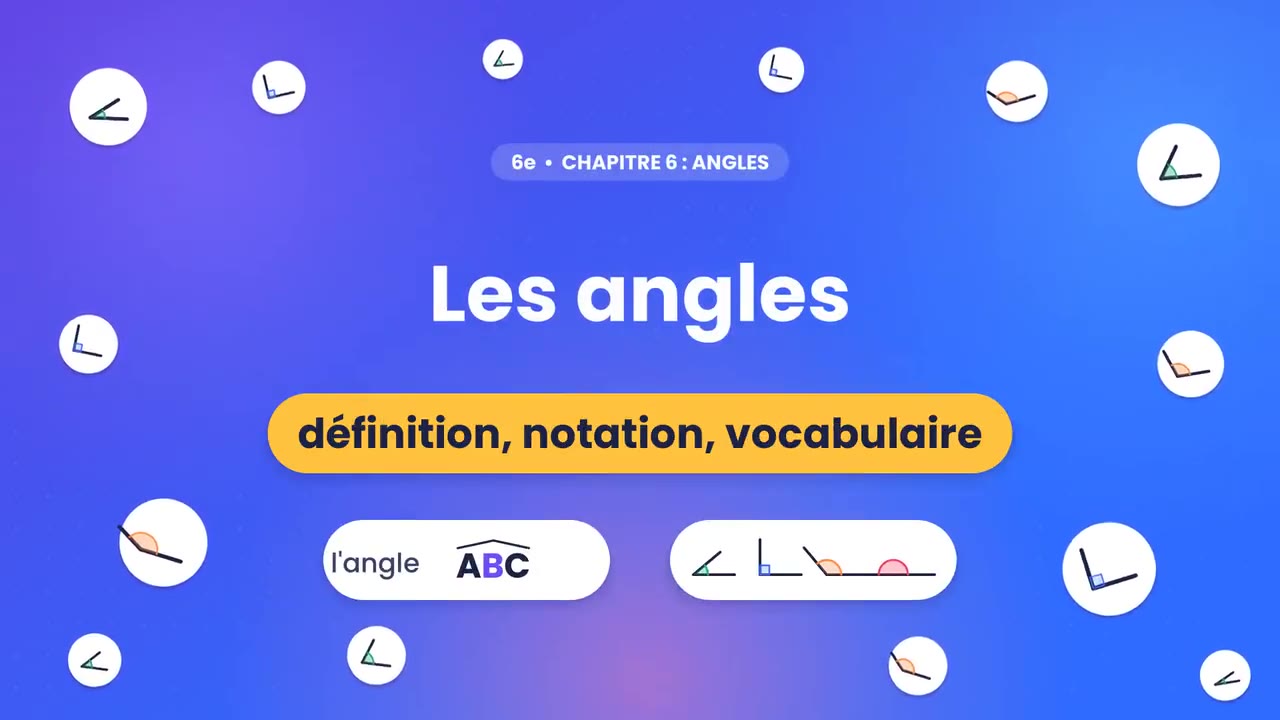 6e • CHAPITRE 6 : ANGLES
Les angles
définition, notation, vocabulaire
l'angle ABC